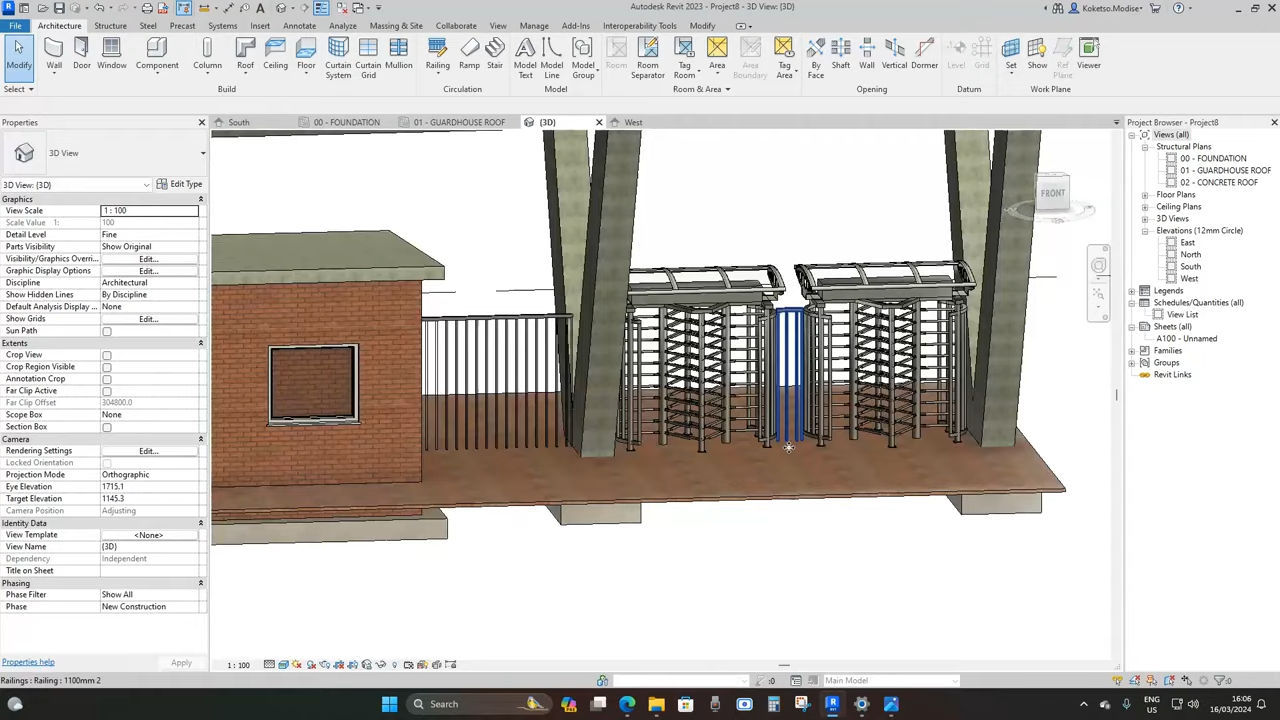 Autodesk Revit 2023 - Project8 - 3D View: {3D}
Koketso.Modise
File Architecture Structure Steel Precast Systems Insert Annotate Analyze Massing & Site Collaborate View Manage Add-Ins Interoperability Tools Modify
Modify Wall Door Window Component Column Roof Ceiling Floor Curtain System Curtain Grid Mullion Railing Ramp Stair Model Text Model Line Model Group Room Room Separator Tag Room Area Area Boundary Tag Area By Face Shaft Wall Vertical Dormer Level Grid Set Show Ref Plane Viewer
Select Build Circulation Model Room & Area Opening Datum Work Plane
Properties
South 00 - FOUNDATION 01 - GUARDHOUSE ROOF {3D} West
Project Browser - Project8
3D View
3D View: {3D} Edit Type
Graphics
View Scale 1 : 100
Scale Value 1: 100
Detail Level Fine
Parts Visibility Show Original
Visibility/Graphics Overri... Edit...
Graphic Display Options Edit...
Discipline Architectural
Show Hidden Lines By Discipline
Default Analysis Display ... None
Show Grids Edit...
Sun Path
Extents
Crop View
Crop Region Visible
Annotation Crop
Far Clip Active
Far Clip Offset 304800.0
Scope Box None
Section Box
Camera
Rendering Settings Edit...
Locked Orientation
Projection Mode Orthographic
Eye Elevation 1715.1
Target Elevation 1145.3
Camera Position Adjusting
Identity Data
View Template <None>
View Name {3D}
Dependency Independent
Title on Sheet
Phasing
Phase Filter Show All
Phase New Construction
Properties help Apply
FRONT
Views (all)
Structural Plans
00 - FOUNDATION
01 - GUARDHOUSE ROOF
02 - CONCRETE ROOF
Floor Plans
Ceiling Plans
3D Views
Elevations (12mm Circle)
East
North
South
West
Legends
Schedules/Quantities (all)
View List
Sheets (all)
A100 - Unnamed
Families
Groups
Revit Links
1 : 100
Railings : Railing : 1100mm 2
:0
Main Model
:0
Search
ENG
US
16:06
16/03/2024